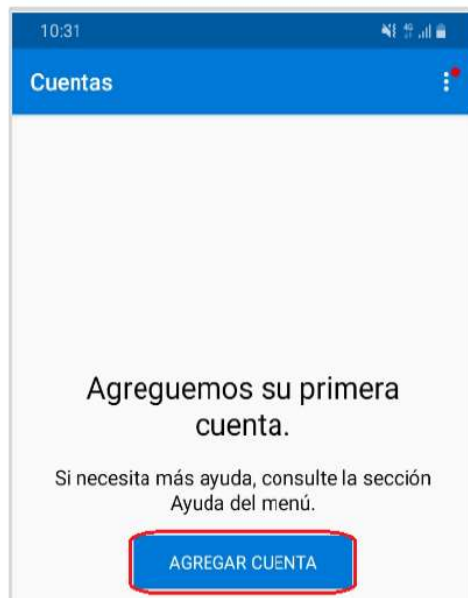 10:31
Cuentas
Agreguemos su primera
cuenta.
Si necesita más ayuda, consulte la sección
Ayuda del menú.
AGREGAR CUENTA